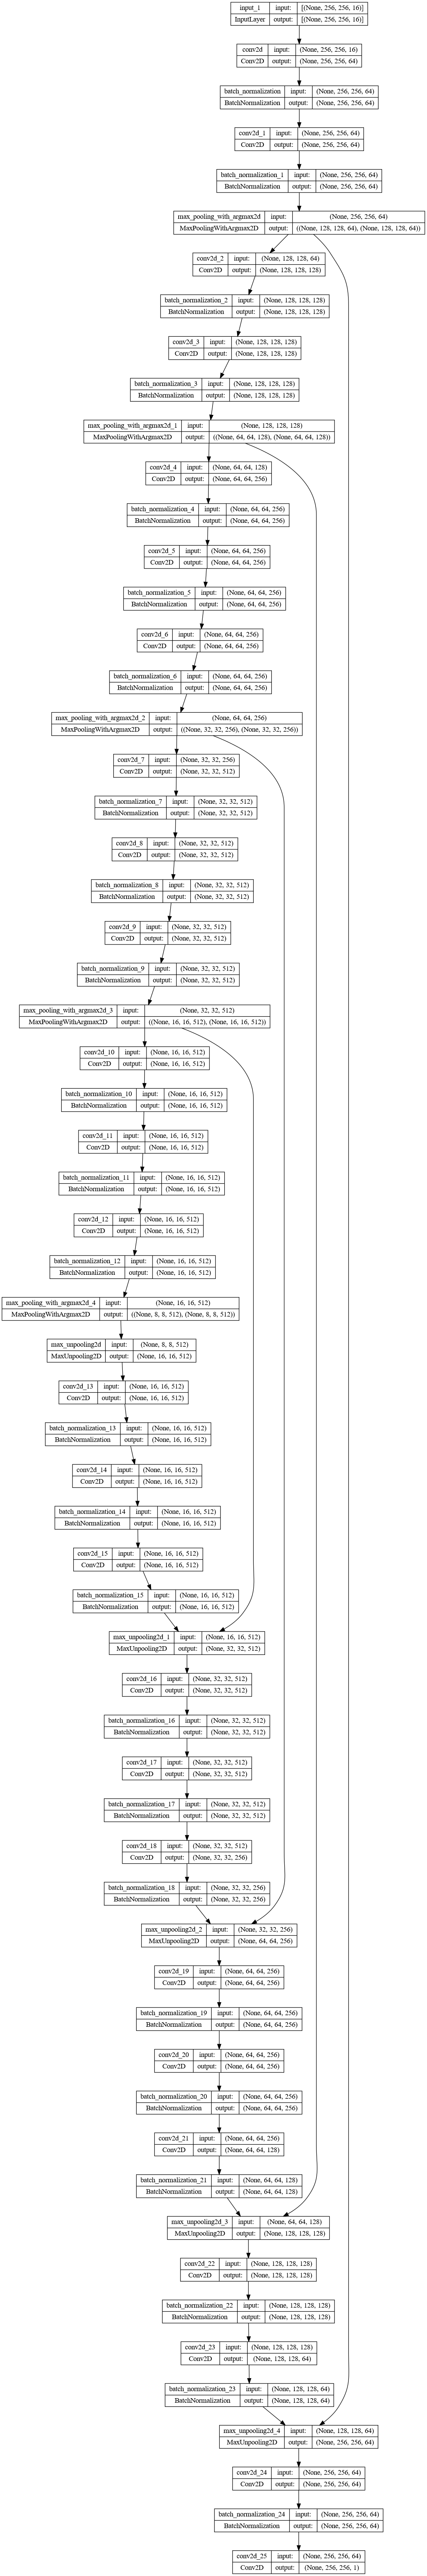 input_1 input: [(None, 256, 256, 16)]
InputLayer output: [(None, 256, 256, 16)]
conv2d input: (None, 256, 256, 16)
Conv2D output: (None, 256, 256, 64)
batch_normalization input: (None, 256, 256, 64)
BatchNormalization output: (None, 256, 256, 64)
conv2d_1 input: (None, 256, 256, 64)
Conv2D output: (None, 256, 256, 64)
batch_normalization_1 input: (None, 256, 256, 64)
BatchNormalization output: (None, 256, 256, 64)
max_pooling_with_argmax2d input: (None, 256, 256, 64)
MaxPoolingWithArgmax2D output: ((None, 128, 128, 64), (None, 128, 128, 64))
conv2d_2 input: (None, 128, 128, 64)
Conv2D output: (None, 128, 128, 128)
batch_normalization_2 input: (None, 128, 128, 128)
BatchNormalization output: (None, 128, 128, 128)
conv2d_3 input: (None, 128, 128, 128)
Conv2D output: (None, 128, 128, 128)
batch_normalization_3 input: (None, 128, 128, 128)
BatchNormalization output: (None, 128, 128, 128)
max_pooling_with_argmax2d_1 input: (None, 128, 128, 128)
MaxPoolingWithArgmax2D output: ((None, 64, 64, 128), (None, 64, 64, 128))
conv2d_4 input: (None, 64, 64, 128)
Conv2D output: (None, 64, 64, 256)
batch_normalization_4 input: (None, 64, 64, 256)
BatchNormalization output: (None, 64, 64, 256)
conv2d_5 input: (None, 64, 64, 256)
Conv2D output: (None, 64, 64, 256)
batch_normalization_5 input: (None, 64, 64, 256)
BatchNormalization output: (None, 64, 64, 256)
conv2d_6 input: (None, 64, 64, 256)
Conv2D output: (None, 64, 64, 256)
batch_normalization_6 input: (None, 64, 64, 256)
BatchNormalization output: (None, 64, 64, 256)
max_pooling_with_argmax2d_2 input: (None, 64, 64, 256)
MaxPoolingWithArgmax2D output: ((None, 32, 32, 256), (None, 32, 32, 256))
conv2d_7 input: (None, 32, 32, 256)
Conv2D output: (None, 32, 32, 512)
batch_normalization_7 input: (None, 32, 32, 512)
BatchNormalization output: (None, 32, 32, 512)
conv2d_8 input: (None, 32, 32, 512)
Conv2D output: (None, 32, 32, 512)
batch_normalization_8 input: (None, 32, 32, 512)
BatchNormalization output: (None, 32, 32, 512)
conv2d_9 input: (None, 32, 32, 512)
Conv2D output: (None, 32, 32, 512)
batch_normalization_9 input: (None, 32, 32, 512)
BatchNormalization output: (None, 32, 32, 512)
max_pooling_with_argmax2d_3 input: (None, 32, 32, 512)
MaxPoolingWithArgmax2D output: ((None, 16, 16, 512), (None, 16, 16, 512))
conv2d_10 input: (None, 16, 16, 512)
Conv2D output: (None, 16, 16, 512)
batch_normalization_10 input: (None, 16, 16, 512)
BatchNormalization output: (None, 16, 16, 512)
conv2d_11 input: (None, 16, 16, 512)
Conv2D output: (None, 16, 16, 512)
batch_normalization_11 input: (None, 16, 16, 512)
BatchNormalization output: (None, 16, 16, 512)
conv2d_12 input: (None, 16, 16, 512)
Conv2D output: (None, 16, 16, 512)
batch_normalization_12 input: (None, 16, 16, 512)
BatchNormalization output: (None, 16, 16, 512)
max_pooling_with_argmax2d_4 input: (None, 16, 16, 512)
MaxPoolingWithArgmax2D output: ((None, 8, 8, 512), (None, 8, 8, 512))
max_unpooling2d input: (None, 8, 8, 512)
MaxUnpooling2D output: (None, 16, 16, 512)
conv2d_13 input: (None, 16, 16, 512)
Conv2D output: (None, 16, 16, 512)
batch_normalization_13 input: (None, 16, 16, 512)
BatchNormalization output: (None, 16, 16, 512)
conv2d_14 input: (None, 16, 16, 512)
Conv2D output: (None, 16, 16, 512)
batch_normalization_14 input: (None, 16, 16, 512)
BatchNormalization output: (None, 16, 16, 512)
conv2d_15 input: (None, 16, 16, 512)
Conv2D output: (None, 16, 16, 512)
batch_normalization_15 input: (None, 16, 16, 512)
BatchNormalization output: (None, 16, 16, 512)
max_unpooling2d_1 input: (None, 16, 16, 512)
MaxUnpooling2D output: (None, 32, 32, 512)
conv2d_16 input: (None, 32, 32, 512)
Conv2D output: (None, 32, 32, 512)
batch_normalization_16 input: (None, 32, 32, 512)
BatchNormalization output: (None, 32, 32, 512)
conv2d_17 input: (None, 32, 32, 512)
Conv2D output: (None, 32, 32, 512)
batch_normalization_17 input: (None, 32, 32, 512)
BatchNormalization output: (None, 32, 32, 512)
conv2d_18 input: (None, 32, 32, 512)
Conv2D output: (None, 32, 32, 256)
batch_normalization_18 input: (None, 32, 32, 256)
BatchNormalization output: (None, 32, 32, 256)
max_unpooling2d_2 input: (None, 32, 32, 256)
MaxUnpooling2D output: (None, 64, 64, 256)
conv2d_19 input: (None, 64, 64, 256)
Conv2D output: (None, 64, 64, 256)
batch_normalization_19 input: (None, 64, 64, 256)
BatchNormalization output: (None, 64, 64, 256)
conv2d_20 input: (None, 64, 64, 256)
Conv2D output: (None, 64, 64, 256)
batch_normalization_20 input: (None, 64, 64, 256)
BatchNormalization output: (None, 64, 64, 256)
conv2d_21 input: (None, 64, 64, 256)
Conv2D output: (None, 64, 64, 128)
batch_normalization_21 input: (None, 64, 64, 128)
BatchNormalization output: (None, 64, 64, 128)
max_unpooling2d_3 input: (None, 64, 64, 128)
MaxUnpooling2D output: (None, 128, 128, 128)
conv2d_22 input: (None, 128, 128, 128)
Conv2D output: (None, 128, 128, 128)
batch_normalization_22 input: (None, 128, 128, 128)
BatchNormalization output: (None, 128, 128, 128)
conv2d_23 input: (None, 128, 128, 128)
Conv2D output: (None, 128, 128, 64)
batch_normalization_23 input: (None, 128, 128, 64)
BatchNormalization output: (None, 128, 128, 64)
max_unpooling2d_4 input: (None, 128, 128, 64)
MaxUnpooling2D output: (None, 256, 256, 64)
conv2d_24 input: (None, 256, 256, 64)
Conv2D output: (None, 256, 256, 64)
batch_normalization_24 input: (None, 256, 256, 64)
BatchNormalization output: (None, 256, 256, 64)
conv2d_25 input: (None, 256, 256, 64)
Conv2D output: (None, 256, 256, 1)